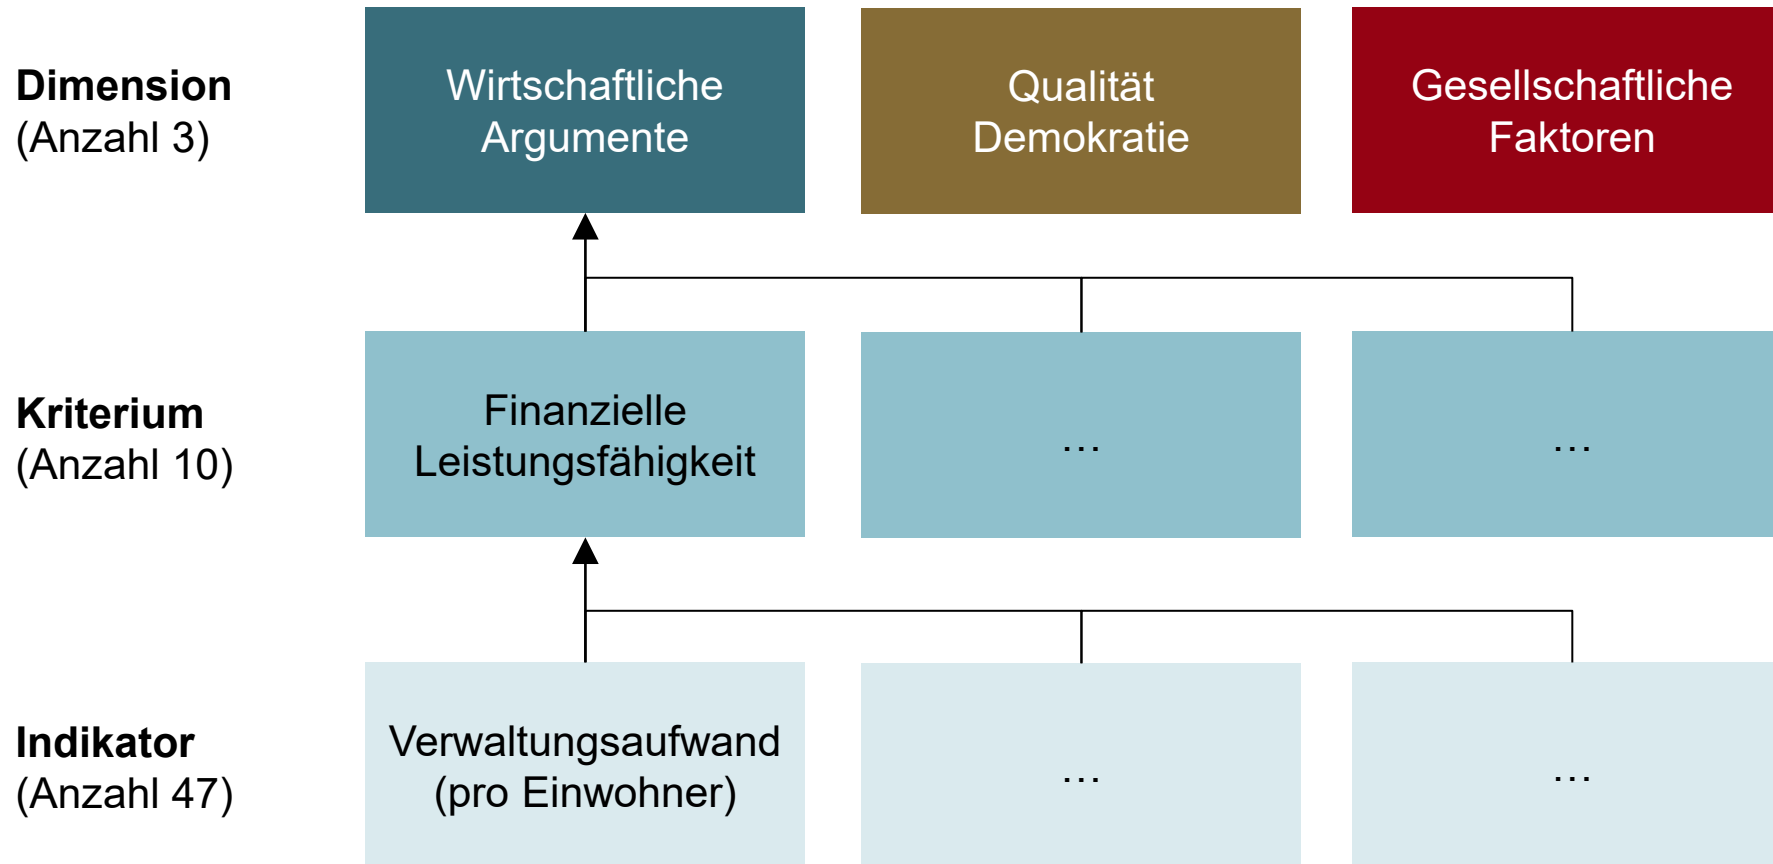 Dimension
(Anzahl 3)
Wirtschaftliche
Argumente
Qualität
Demokratie
Gesellschaftliche
Faktoren
Kriterium
(Anzahl 10)
Finanzielle
Leistungsfähigkeit
...
...
Indikator
(Anzahl 47)
Verwaltungsaufwand
(pro Einwohner)
...
...